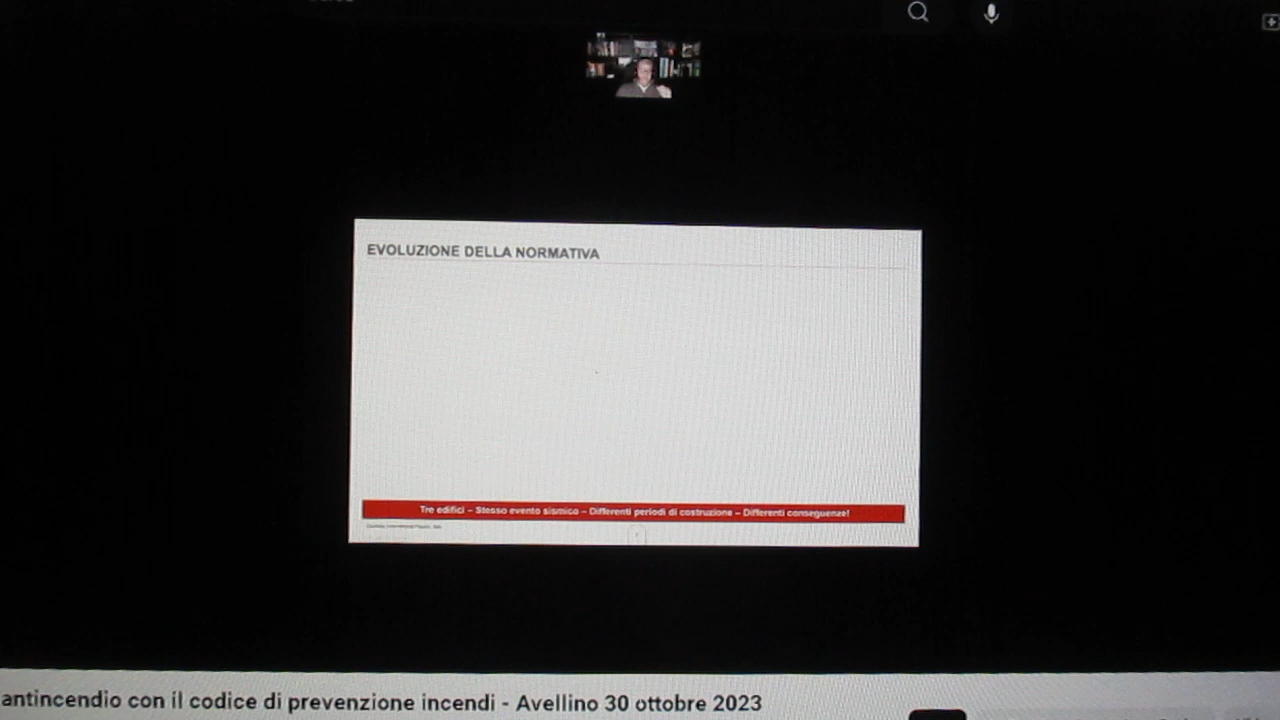 EVOLUZIONE DELLA NORMATIVA
Tre edifici – Stesso evento sismico – Differenti periodi di costruzione – Differenti conseguenze!
antincendio con il codice di prevenzione incendi - Avellino 30 ottobre 2023